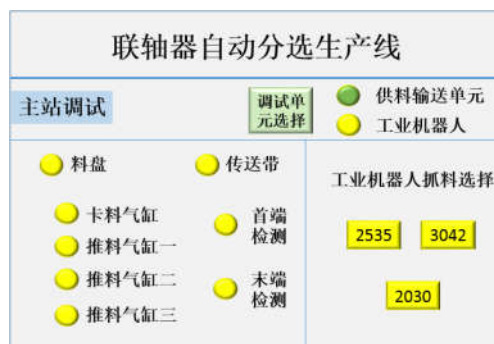 联轴器自动分选生产线
主站调试
调试单
元选择
供料输送单元
工业机器人
料盘
传送带
卡料气缸
推料气缸一
推料气缸二
推料气缸三
首端
检测
末端
检测
工业机器人抓料选择
2535
3042
2030